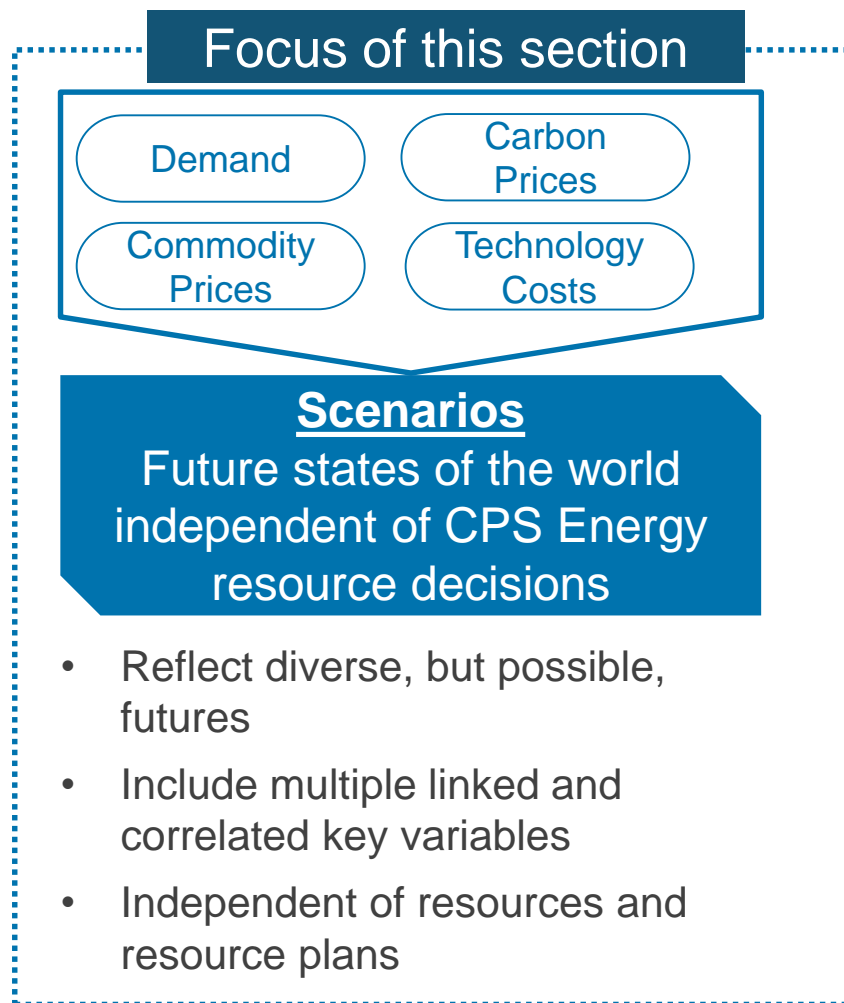 Focus of this section
Demand
Carbon
Prices
Commodity
Prices
Technology
Costs
Scenarios
Future states of the world
independent of CPS Energy
resource decisions
• Reflect diverse, but possible,
futures
• Include multiple linked and
correlated key variables
• Independent of resources and
resource plans